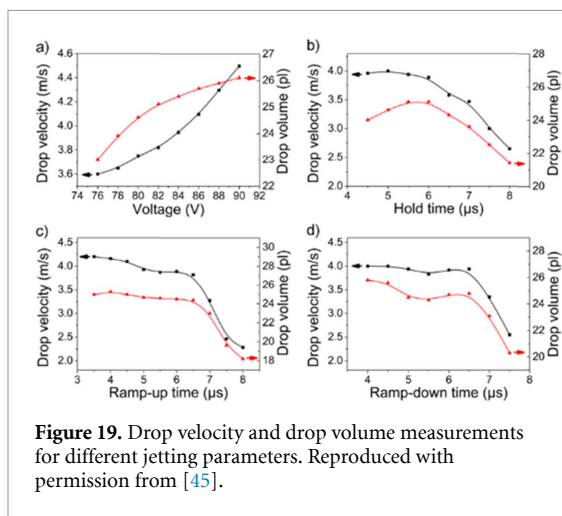 a)
4.6
4.4
4.2
4.0
3.8
3.6
Drop velocity (m/s)
27
26
25
24
23
22
Drop volume (pl)
74 76 78 80 82 84 86 88 90 92
Voltage (V)
b)
4.0
3.5
3.0
2.5
2.0
Drop velocity (m/s)
28
26
24
22
20
Drop volume (pl)
4 5 6 7 8
Hold time (µs)
c)
4.5
4.0
3.5
3.0
2.5
2.0
Drop velocity (m/s)
30
28
26
24
22
20
18
Drop volume (pl)
3 4 5 6 7 8
Ramp-up time (µs)
d)
4.5
4.0
3.5
3.0
2.5
2.0
Drop velocity (m/s)
28
26
24
22
20
Drop volume (pl)
3 4 5 6 7 8
Ramp-down time (µs)
Figure 19. Drop velocity and drop volume measurements
for different jetting parameters. Reproduced with
permission from [45].